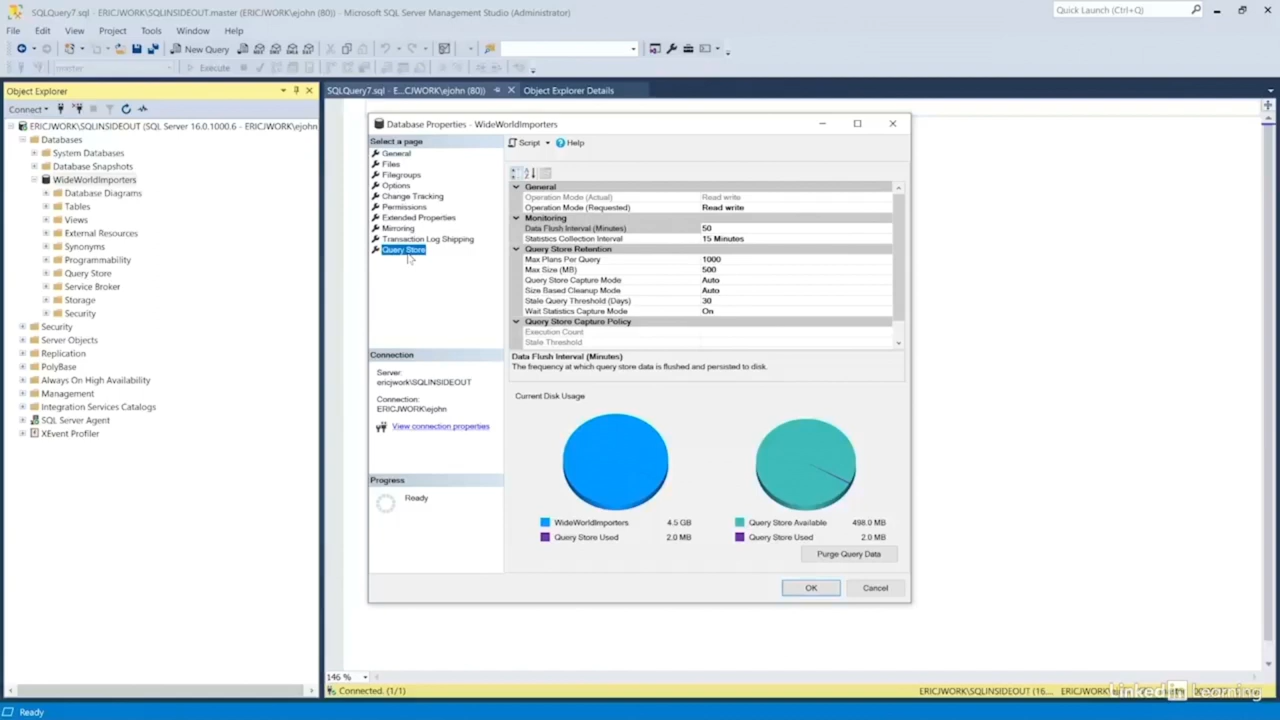 SQLQuery7.sql - ERICJWORK\SQLINSIDEOUT.master (ERICJWORK\ejohn (80))* - Microsoft SQL Server Management Studio (Administrator)
Quick Launch (Ctrl+Q)
File Edit View Project Tools Window Help
New Query
master
Execute
Object Explorer
SQLQuery7.sql - E...CJWORK\ejohn (80))
Object Explorer Details
Connect
ERICJWORK\SQLINSIDEOUT (SQL Server 16.0.1000.6 - ERICJWORK\ejohn
Databases
System Databases
Database Snapshots
WideWorldImporters
Database Diagrams
Tables
Views
External Resources
Synonyms
Programmability
Query Store
Service Broker
Storage
Security
Security
Server Objects
Replication
PolyBase
Always On High Availability
Management
Integration Services Catalogs
SQL Server Agent
XEvent Profiler
Database Properties - WideWorldImporters
Select a page
General
Files
Filegroups
Options
Change Tracking
Permissions
Extended Properties
Mirroring
Transaction Log Shipping
Query Store
Connection
Server:
ericjwork\SQLINSIDEOUT
Connection:
ERICJWORK\ejohn
View connection properties
Progress
Ready
Script Help
General
Operation Mode (Actual) Read write
Operation Mode (Requested) Read write
Monitoring
Data Flush Interval (Minutes) 50
Statistics Collection Interval 15 Minutes
Query Store Retention
Max Plans Per Query 1000
Max Size (MB) 500
Query Store Capture Mode Auto
Size Based Cleanup Mode Auto
Stale Query Threshold (Days) 30
Wait Statistics Capture Mode On
Query Store Capture Policy
Execution Count
Stale Threshold
Data Flush Interval (Minutes)
The frequency at which query store data is flushed and persisted to disk.
Current Disk Usage
WideWorldImporters 4.5 GB
Query Store Used 2.0 MB
Query Store Available 498.0 MB
Query Store Used 2.0 MB
Purge Query Data
OK
Cancel
146 %
Connected. (1/1)
ERICJWORK\SQLINSIDEOUT (16....
LinkedIn Learning
Ready